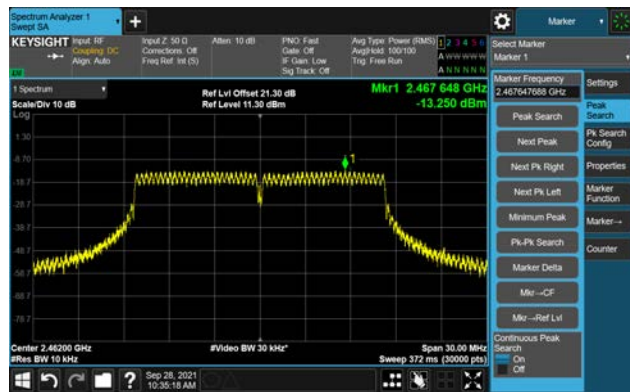 Spectrum Analyzer 1
Swept SA
+
Marker
KEYSIGHT
Input: RF
Coupling: DC
Align: Auto
Input Z: 50 Ω
Corrections: Off
Freq Ref: Int (S)
Atten: 10 dB
PNO: Fast
Gate: Off
IF Gain: Low
Sig Track: Off
Avg Type: Power (RMS)
Avg|Hold: 100/100
Trig: Free Run
1 2 3 4 5 6
A W W W W W
A N N N N N
Select Marker
Marker 1
1 Spectrum
Scale/Div 10 dB
Log
Ref Lvl Offset 21.30 dB
Ref Level 11.30 dBm
Mkr1 2.467 648 GHz
-13.250 dBm
1
1.30
-8.70
-18.7
-28.7
-38.7
-48.7
-58.7
-68.7
-78.7
Center 2.46200 GHz
#Res BW 10 kHz
#Video BW 30 kHz*
Span 30.00 MHz
Sweep 372 ms (30000 pts)
Marker Frequency
2.467647688 GHz
Peak Search
Next Peak
Next Pk Right
Next Pk Left
Minimum Peak
Pk-Pk Search
Marker Delta
Mkr→CF
Mkr→Ref Lvl
Continuous Peak
Search
On
Off
Settings
Peak
Search
Pk Search
Config
Properties
Marker
Function
Marker→
Counter
?
Sep 28, 2021
10:35:18 AM